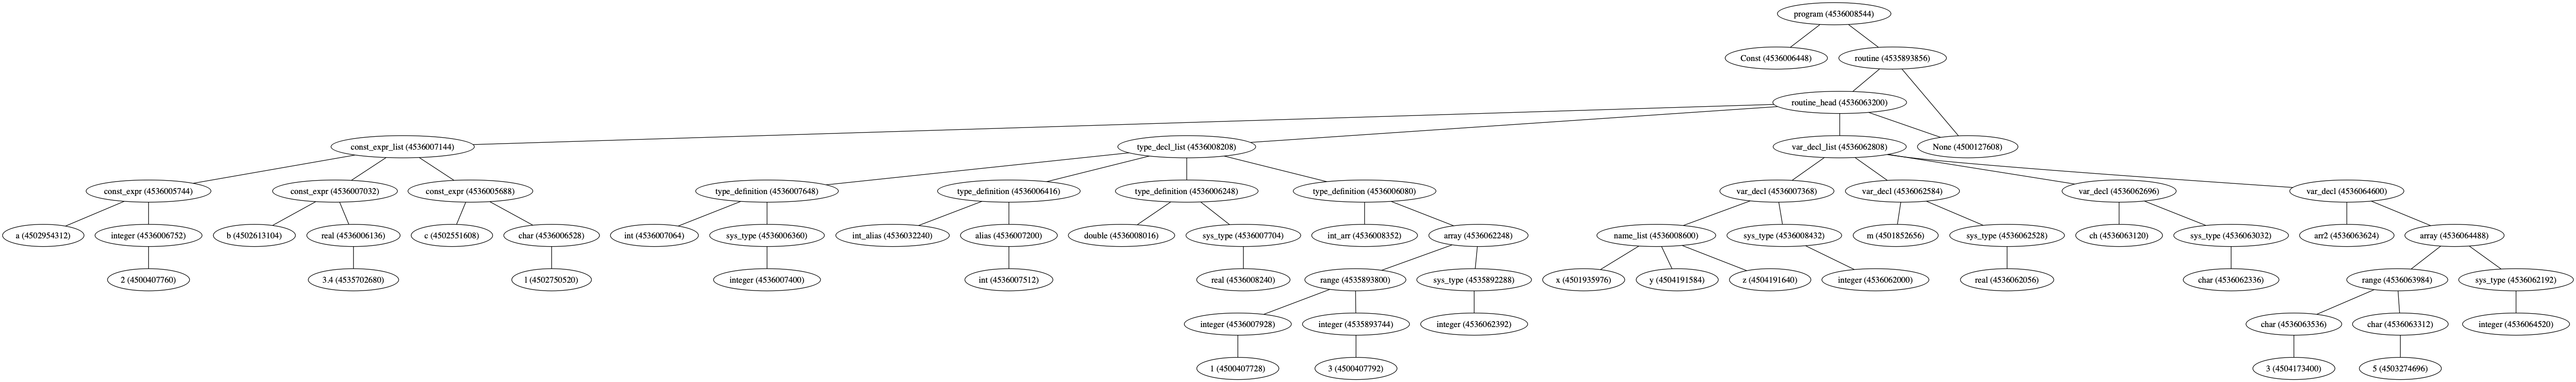 program (4536008544)
Const (4536006448)
routine (4535893856)
routine_head (4536063200)
const_expr_list (4536007144)
type_decl_list (4536008208)
var_decl_list (4536062808)
None (4500127608)
const_expr (4536005744)
const_expr (4536007032)
const_expr (4536005688)
type_definition (4536007648)
type_definition (4536006416)
type_definition (4536006248)
type_definition (4536006080)
var_decl (4536007368)
var_decl (4536062584)
var_decl (4536062696)
var_decl (4536064600)
a (4502954312)
integer (4536006752)
b (4502613104)
real (4536006136)
c (4502551608)
char (4536006528)
int (4536007064)
sys_type (4536006360)
int_alias (4536032240)
alias (4536007200)
double (4536008016)
sys_type (4536007704)
int_arr (4536008352)
array (4536062248)
name_list (4536008600)
sys_type (4536008432)
m (4501852656)
sys_type (4536062528)
ch (4536063120)
sys_type (4536063032)
arr2 (4536063624)
array (4536064488)
2 (4500407760)
3.4 (4535702680)
l (4502750520)
integer (4536007400)
int (4536007512)
real (4536008240)
range (4535893800)
sys_type (4535892288)
x (4501935976)
y (4504191584)
z (4504191640)
integer (4536062000)
real (4536062056)
char (4536062336)
range (4536063984)
sys_type (4536062192)
integer (4536007928)
integer (4535893744)
integer (4536062392)
char (4536063536)
char (4536063312)
integer (4536064520)
1 (4500407728)
3 (4500407792)
3 (4504173400)
5 (4503274696)